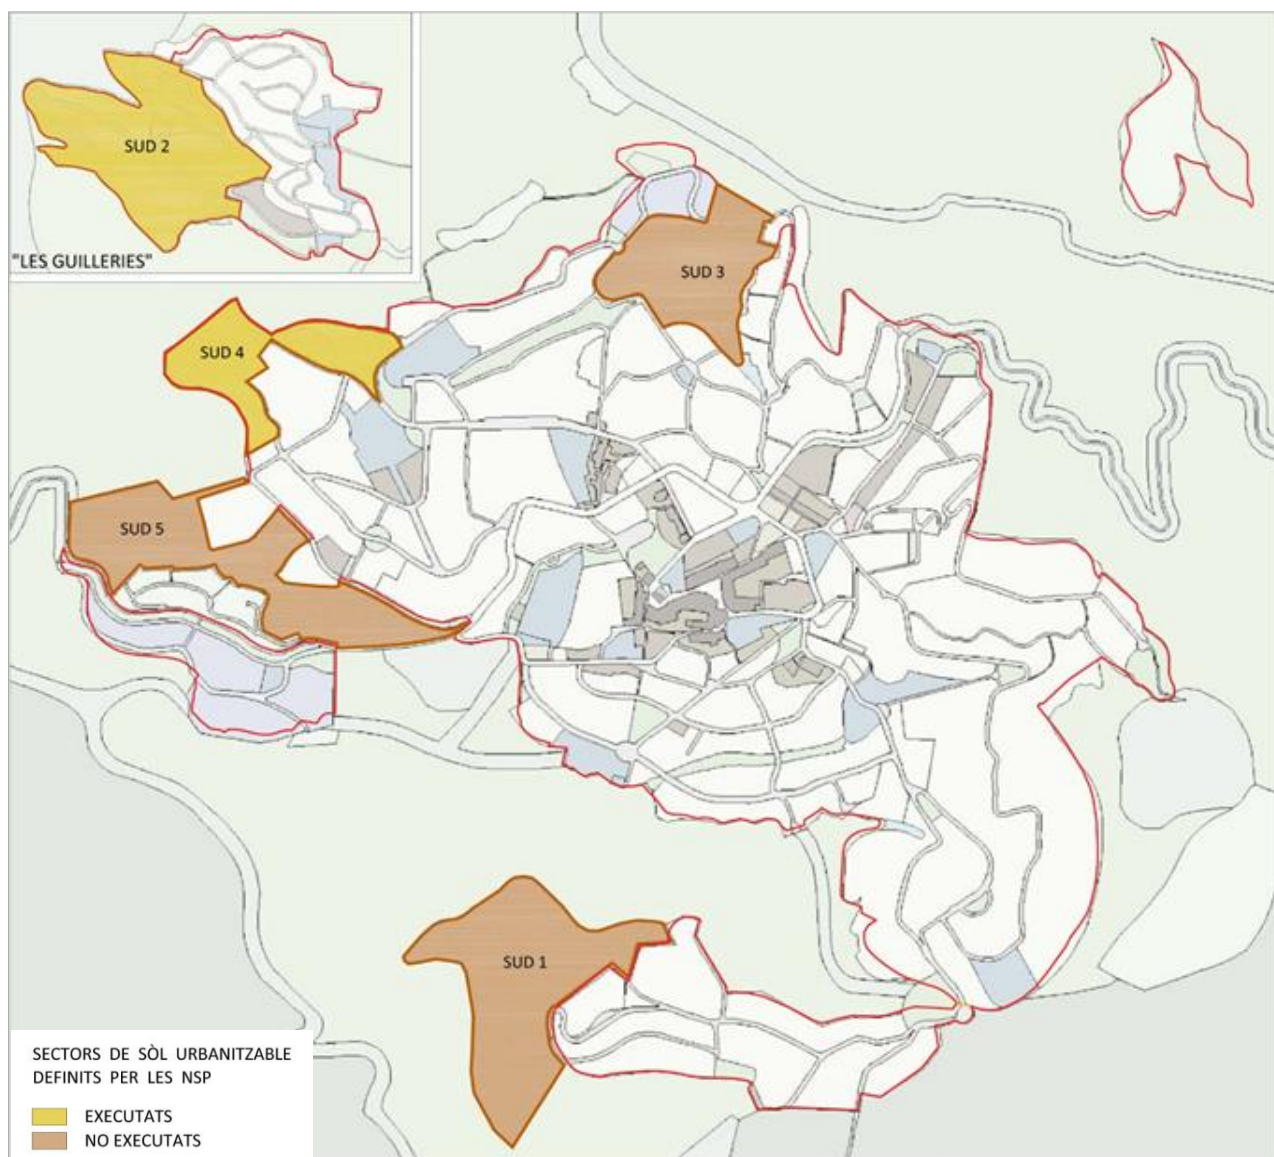 SUD 2
"LES GUILLERIES"
SUD 3
SUD 4
SUD 5
SUD 1
SECTORS DE SÒL URBANITZABLE
DEFINITS PER LES NSP
EXECUTATS
NO EXECUTATS